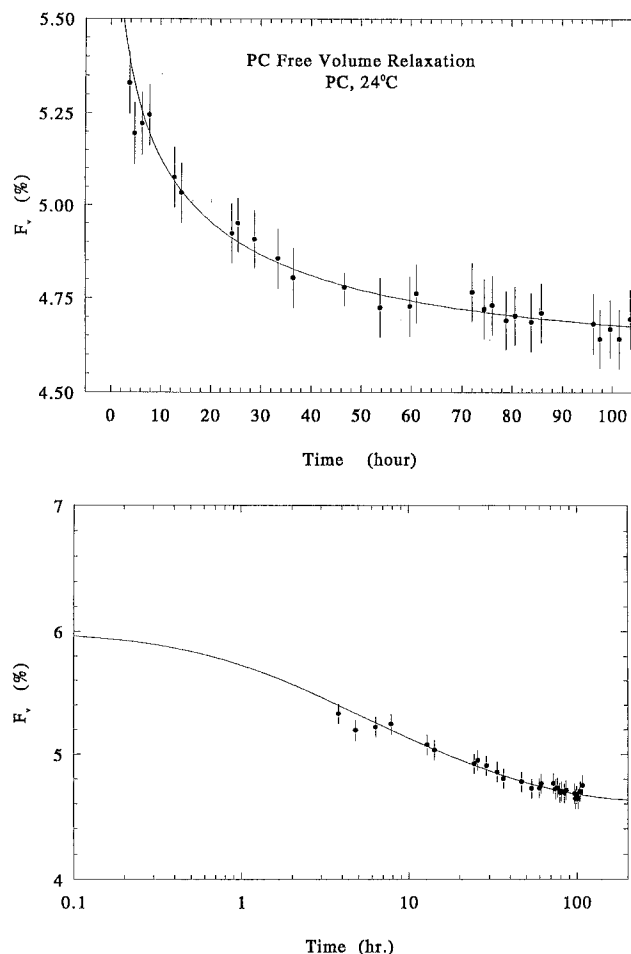 5.50
PC Free Volume Relaxation
PC, 24°C
5.25
5.00
4.75
4.50
Fv (%)
0 10 20 30 40 50 60 70 80 90 100
Time (hour)
7
6
5
4
Fv (%)
0.1 1 10 100
Time (hr.)